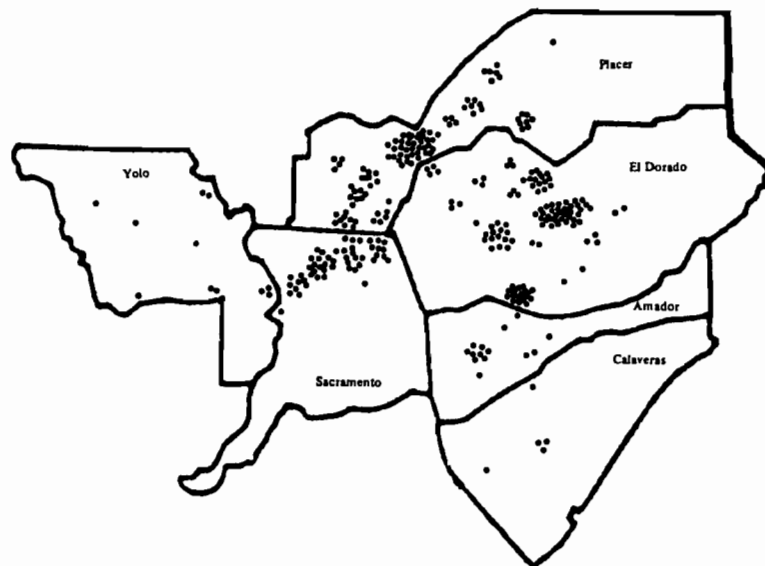 Placer
Yolo
El Dorado
Amador
Calaveras
Sacramento